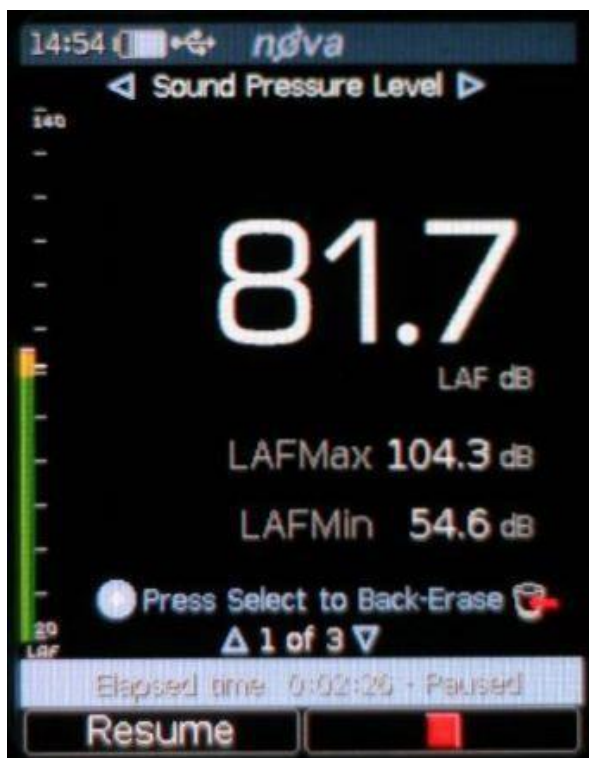 14:54 nøva
Sound Pressure Level
140
81.7
LAF dB
LAFMax 104.3 dB
LAFMin 54.6 dB
Press Select to Back-Erase
1 of 3
20
LAF
Elapsed time 0:02:26 - Paused
Resume